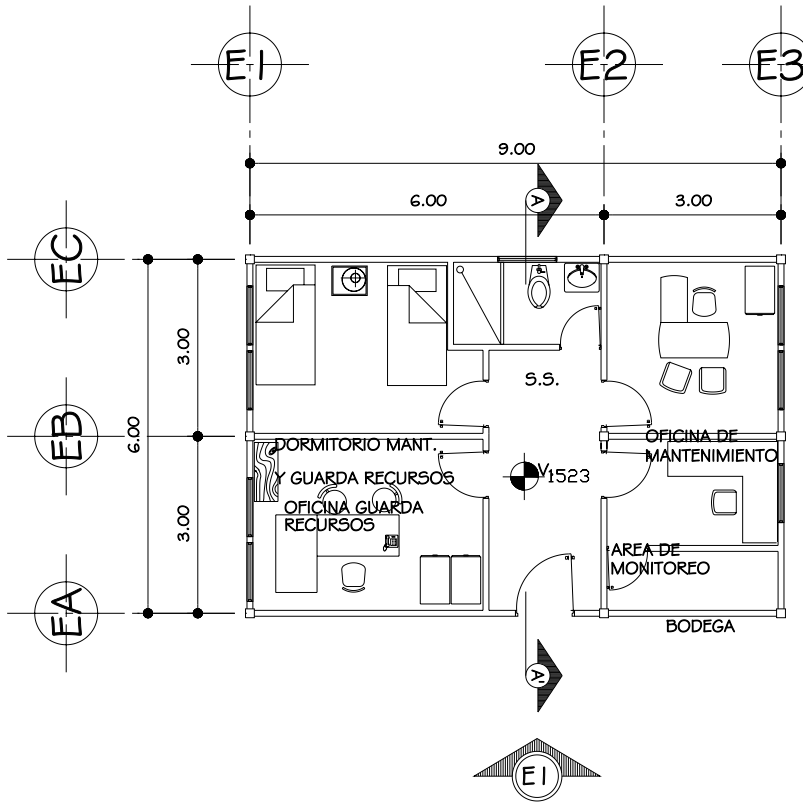 E1
E2
E3
9.00
6.00
A
3.00
EC
3.00
S.S.
EB
6.00
DORMITORIO MANT.
Y GUARDA RECURSOS
OFICINA DE
MANTENIMIENTO
V1523
OFICINA GUARDA
RECURSOS
3.00
AREA DE
MONITOREO
EA
BODEGA
A'
E1